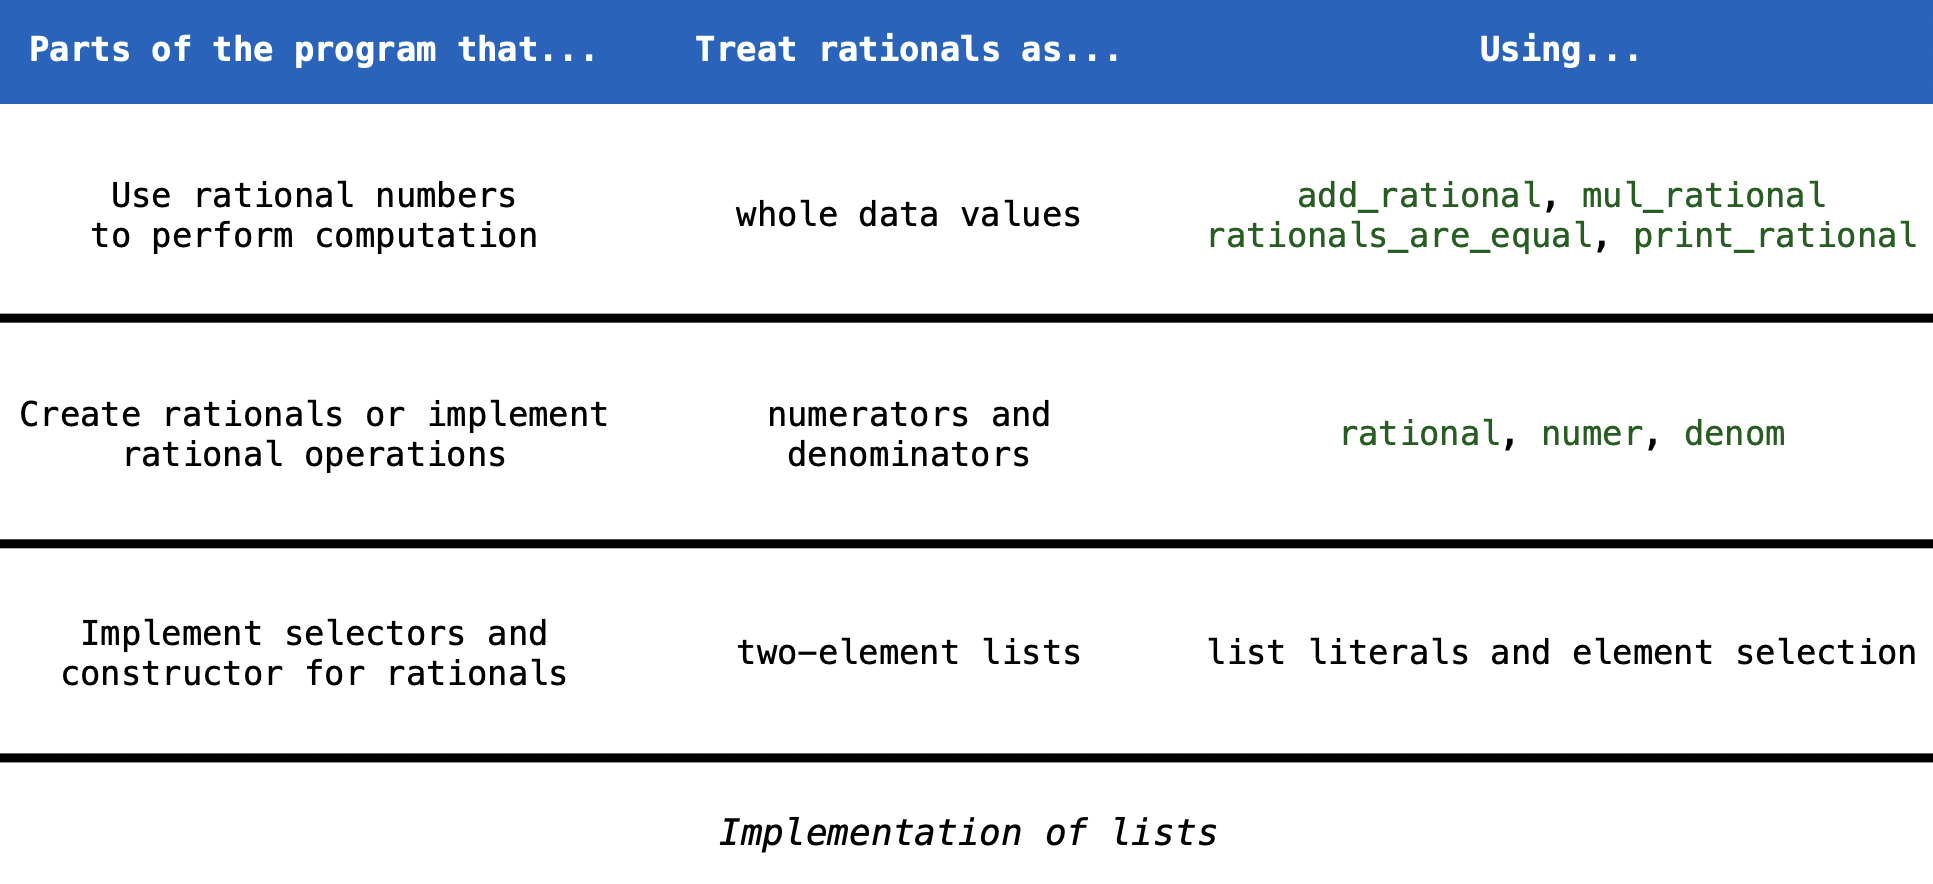 Parts of the program that... Treat rationals as... Using...
Use rational numbers
to perform computation
whole data values
add_rational, mul_rational
rationals_are_equal, print_rational
Create rationals or implement
rational operations
numerators and
denominators
rational, numer, denom
Implement selectors and
constructor for rationals
two-element lists
list literals and element selection
Implementation of lists